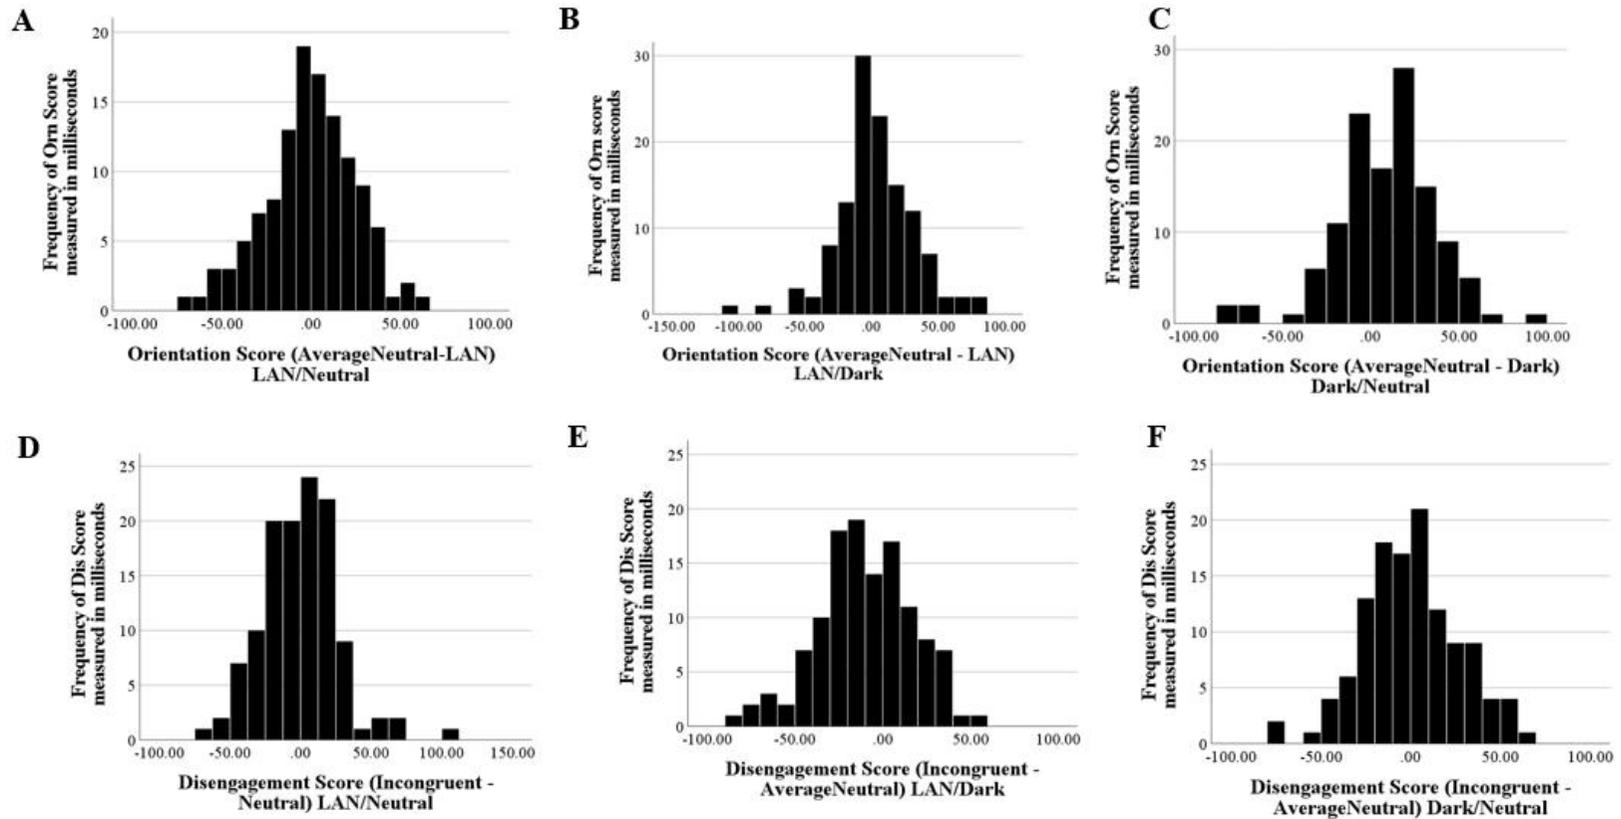 A
Frequency of Orn Score
measured in milliseconds
20
15
10
5
0
-100.00 -50.00 .00 50.00 100.00
Orientation Score (AverageNeutral-LAN)
LAN/Neutral
B
Frequency of Orn score
measured in milliseconds
30
20
10
0
-150.00 -100.00 -50.00 .00 50.00 100.00
Orientation Score (AverageNeutral - LAN)
LAN/Dark
C
Frequency of Orn Score
measured in milliseconds
30
20
10
0
-100.00 -50.00 .00 50.00 100.00
Orientation Score (AverageNeutral - Dark)
Dark/Neutral
D
Frequency of Dis Score
measured in milliseconds
25
20
15
10
5
0
-100.00 -50.00 .00 50.00 100.00 150.00
Disengagement Score (Incongruent -
Neutral) LAN/Neutral
E
Frequency of Dis Score
measured in milliseconds
25
20
15
10
5
0
-100.00 -50.00 .00 50.00 100.00
Disengagement Score (Incongruent -
AverageNeutral) LAN/Dark
F
Frequency of Dis Score
measured in milliseconds
25
20
15
10
5
0
-100.00 -50.00 .00 50.00 100.00
Disengagement Score (Incongruent -
AverageNeutral) Dark/Neutral